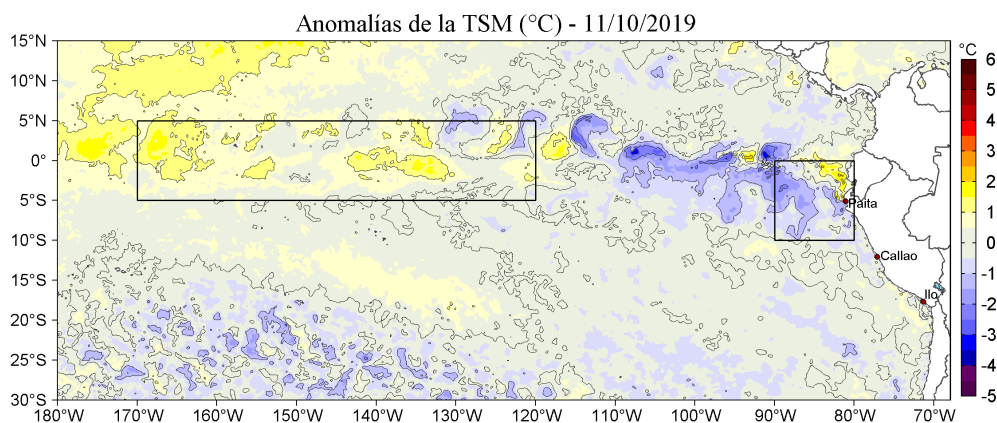 Anomalías de la TSM (°C) - 11/10/2019
15°N
10°N
5°N
0°
5°S
10°S
15°S
20°S
25°S
30°S
180°W
170°W
160°W
150°W
140°W
130°W
120°W
110°W
100°W
90°W
80°W
70°W
Paita
Callao
Ilo
°C
6
5
4
3
2
1
0
-1
-2
-3
-4
-5